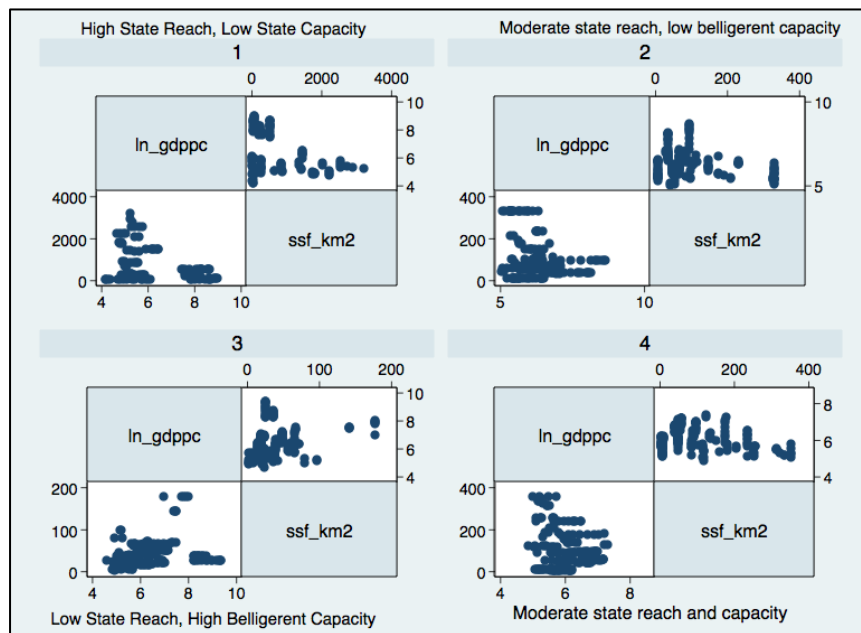 High State Reach, Low State Capacity
Moderate state reach, low belligerent capacity
1
2
0 2000 4000
0 100 200 300 400
ln_gdppc
10
8
6
4
ln_gdppc
10
5
4000
2000
0
ssf_km2
400
200
0
ssf_km2
4 6 8 10
5 10
3
4
0 100 200
0 200 400
ln_gdppc
10
8
6
4
ln_gdppc
8
6
4
200
100
0
ssf_km2
400
200
0
ssf_km2
4 6 8 10
4 6 8
Low State Reach, High Belligerent Capacity
Moderate state reach and capacity